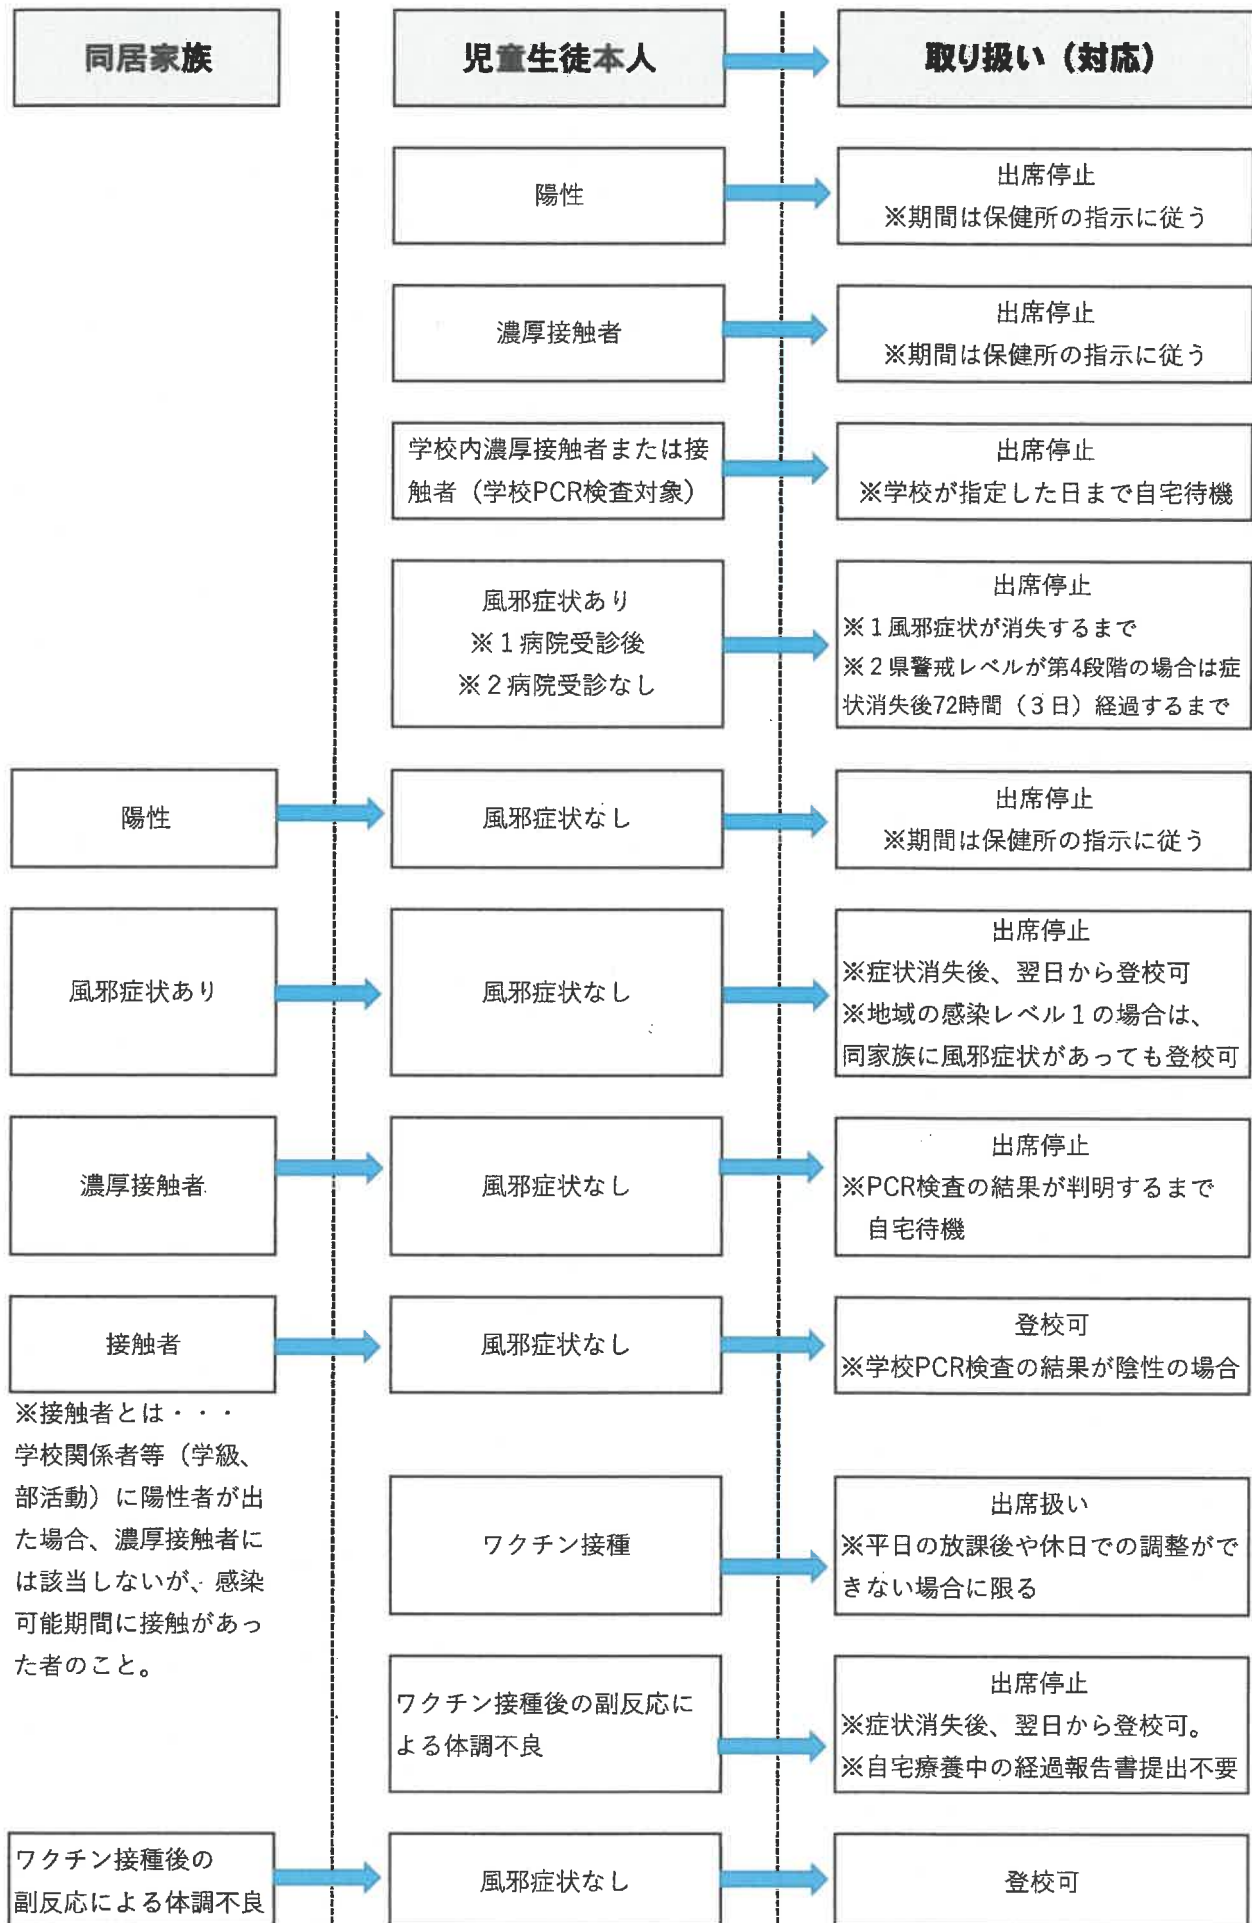 同居家族
児童生徒本人
取り扱い（対応）
陽性
出席停止
※期間は保健所の指示に従う
濃厚接触者
出席停止
※期間は保健所の指示に従う
学校内濃厚接触者または接
触者（学校PCR検査対象）
出席停止
※学校が指定した日まで自宅待機
風邪症状あり
※１病院受診後
※２病院受診なし
出席停止
※１風邪症状が消失するまで
※２県警戒レベルが第4段階の場合は症
状消失後72時間（３日）経過するまで
陽性
風邪症状なし
出席停止
※期間は保健所の指示に従う
風邪症状あり
風邪症状なし
出席停止
※症状消失後、翌日から登校可
※地域の感染レベル１の場合は、
同家族に風邪症状があっても登校可
濃厚接触者
風邪症状なし
出席停止
※PCR検査の結果が判明するまで
自宅待機
接触者
風邪症状なし
登校可
※学校PCR検査の結果が陰性の場合
※接触者とは・・・
学校関係者等（学級、
部活動）に陽性者が出
た場合、濃厚接触者に
は該当しないが、感染
可能期間に接触があっ
た者のこと。
ワクチン接種
出席扱い
※平日の放課後や休日での調整がで
きない場合に限る
ワクチン接種後の副反応に
よる体調不良
出席停止
※症状消失後、翌日から登校可。
※自宅療養中の経過報告書提出不要
ワクチン接種後の
副反応による体調不良
風邪症状なし
登校可